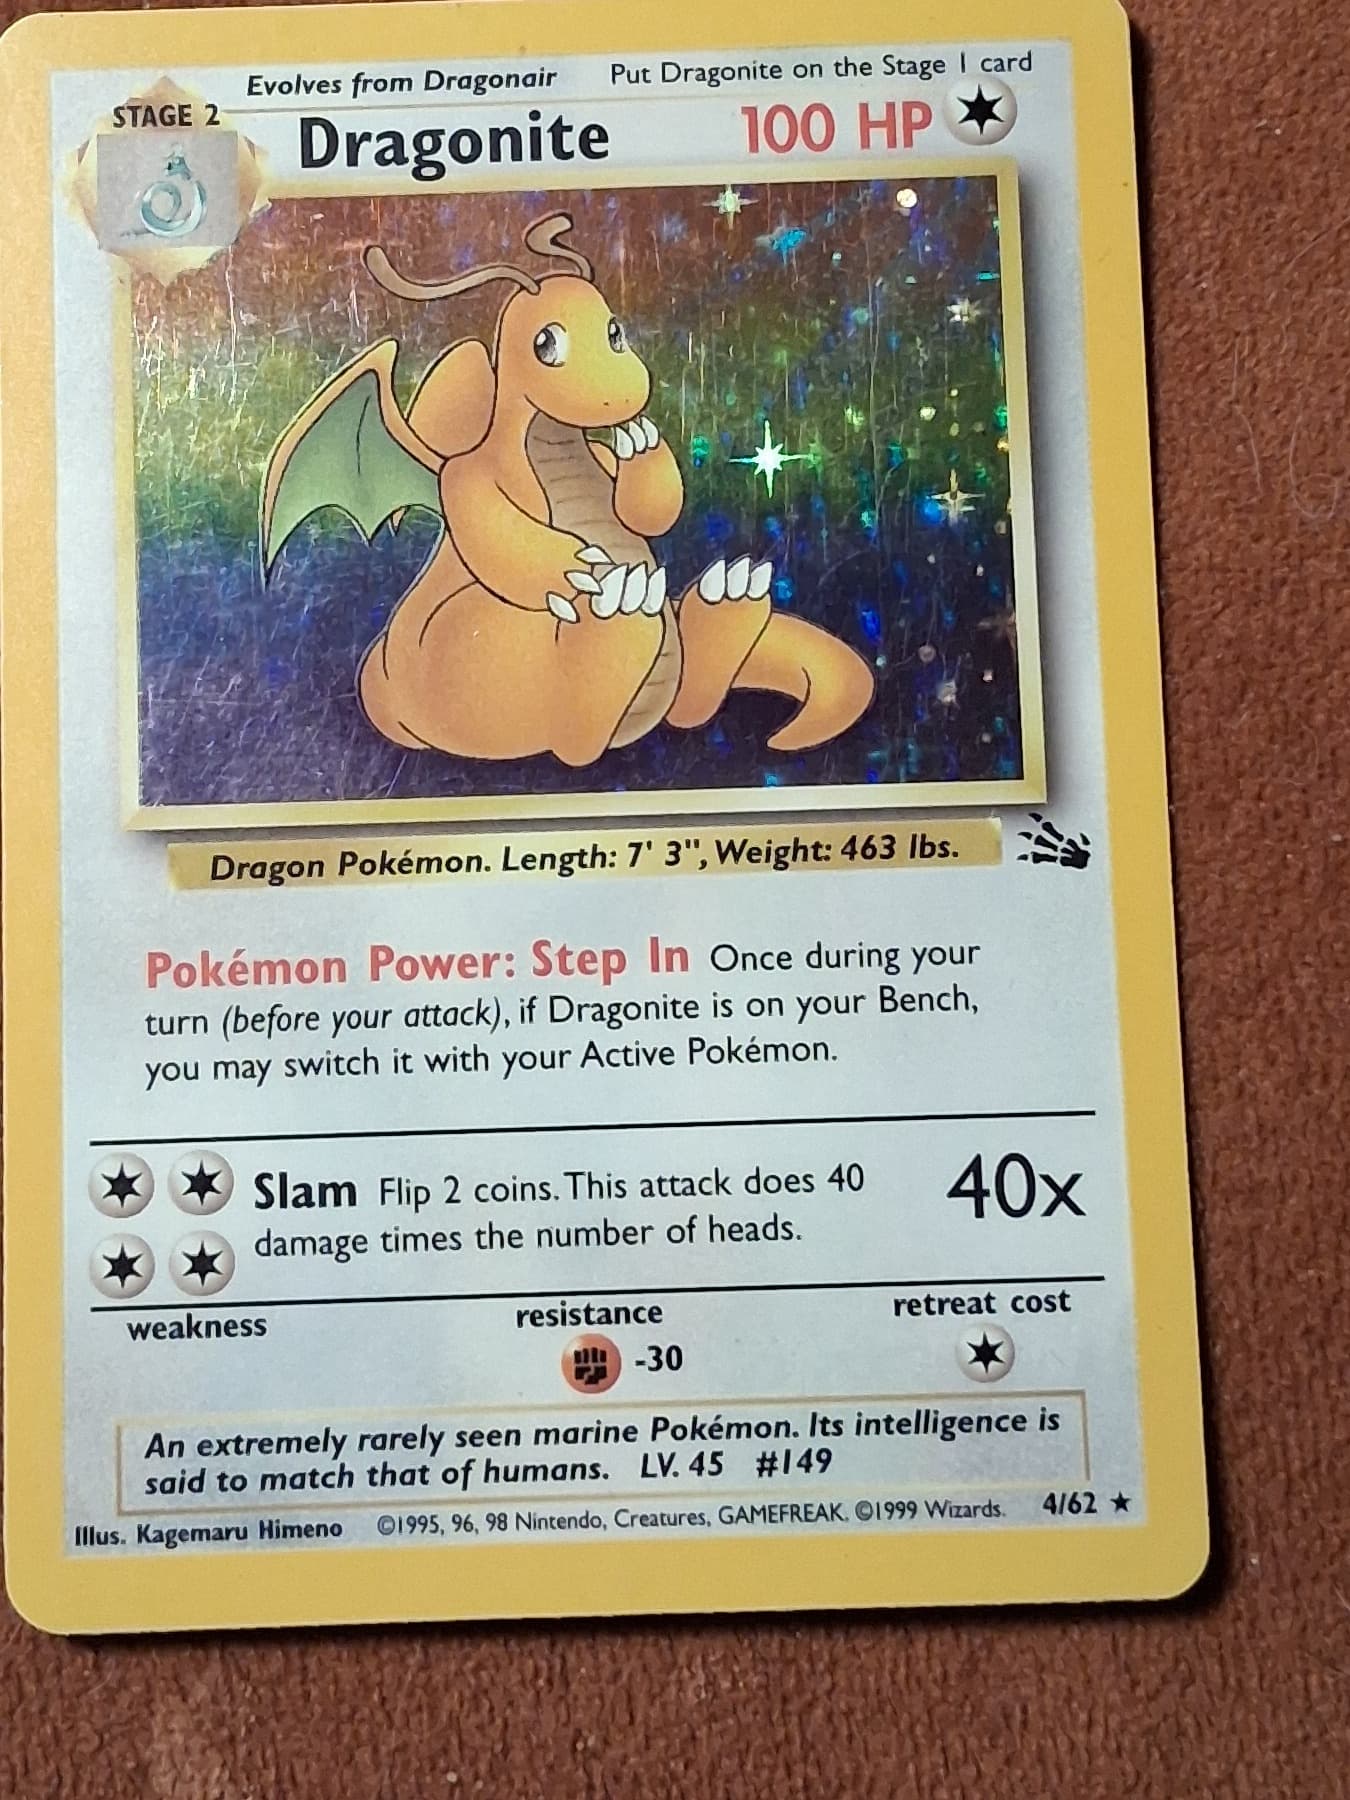 Evolves from Dragonair Put Dragonite on the Stage 1 card
STAGE 2
Dragonite 100 HP
Dragon Pokémon. Length: 7' 3", Weight: 463 lbs.
Pokémon Power: Step In Once during your
turn (before your attack), if Dragonite is on your Bench,
you may switch it with your Active Pokémon.
Slam Flip 2 coins. This attack does 40
damage times the number of heads.
40x
weakness resistance retreat cost
-30
An extremely rarely seen marine Pokémon. Its intelligence is
said to match that of humans. LV. 45 #149
Illus. Kagemaru Himeno ©1995, 96, 98 Nintendo, Creatures, GAMEFREAK. ©1999 Wizards. 4/62 ★